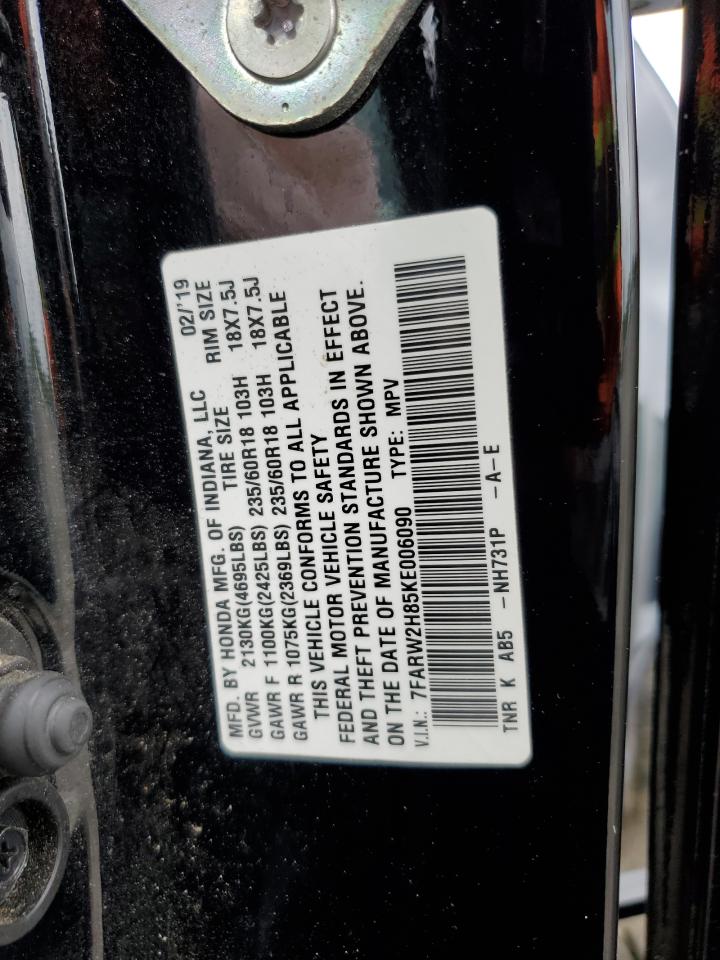 MFD. BY HONDA MFG. OF INDIANA, LLC 02/'19
GVWR 2130KG(4695LBS) TIRE SIZE RIM SIZE
GAWR F 1100KG(2425LBS) 235/60R18 103H 18X7.5J
GAWR R 1075KG(2369LBS) 235/60R18 103H 18X7.5J
THIS VEHICLE CONFORMS TO ALL APPLICABLE
FEDERAL MOTOR VEHICLE SAFETY
AND THEFT PREVENTION STANDARDS IN EFFECT
ON THE DATE OF MANUFACTURE SHOWN ABOVE.
V.I.N.: 7FARW2H85KE006090 TYPE: MPV
TNR K AB5 -NH731P -A-E